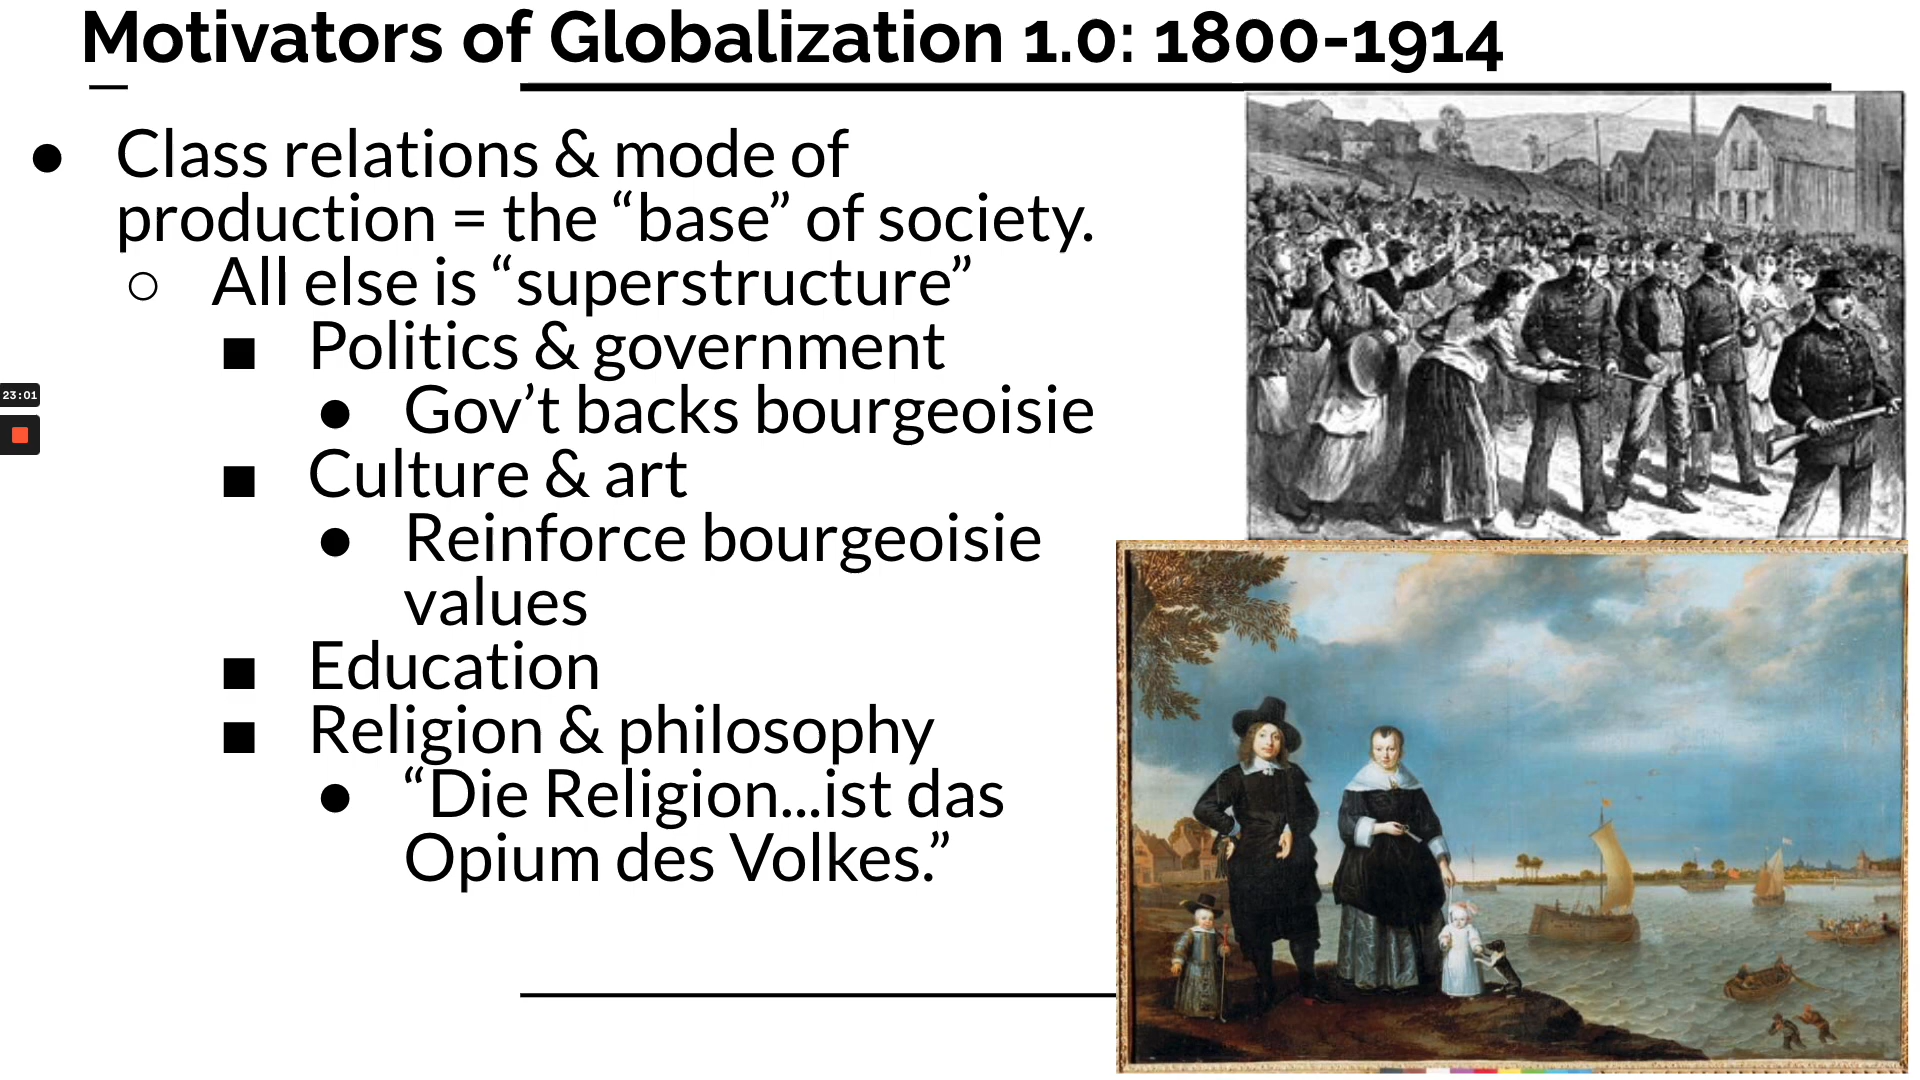 Motivators of Globalization 1.0: 1800-1914
● Class relations & mode of
production = the “base” of society.
○ All else is “superstructure”
■ Politics & government
● Gov’t backs bourgeoisie
■ Culture & art
● Reinforce bourgeoisie
values
■ Education
■ Religion & philosophy
● “Die Religion...ist das
Opium des Volkes.”
23:01